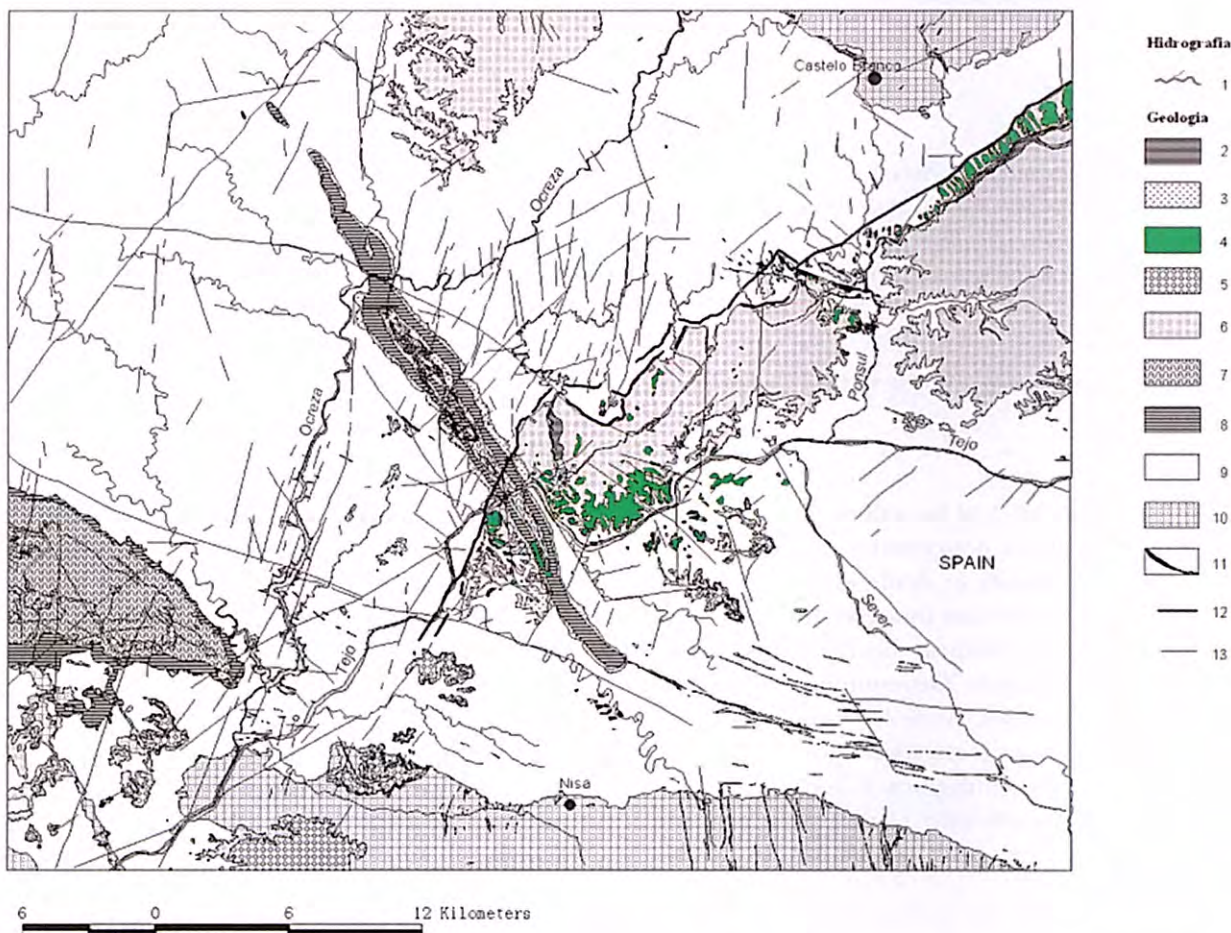 Castelo Branco
Ocreza
Ocreza
Ponsul
Tejo
SPAIN
Sever
Tejo
Nisa
6 0 6 12 Kilometers
Hidrografia
1
Geologia
2
3
4
5
6
7
8
9
10
11
12
13